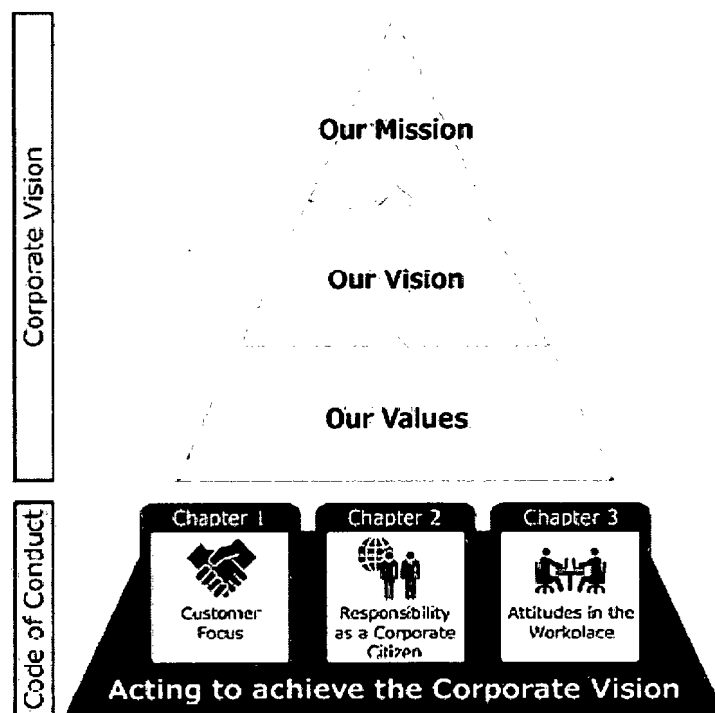 Corporate Vision
Our Mission
Our Vision
Our Values
Code of Conduct
Chapter 1
Chapter 2
Chapter 3
Customer
Focus
Responsibility
as a Corporate
Citizen
Attitudes in the
Workplace
Acting to achieve the Corporate Vision